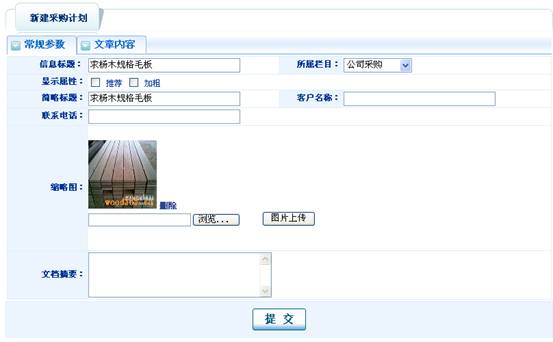 新建采购计划
常规参数 文章内容
信息标题： 求杨木规格毛板 所属栏目： 公司采购
显示属性： 推荐 加粗
简略标题： 求杨木规格毛板 客户名称：
联系电话：
缩略图： 删除
浏览... 图片上传
文档摘要：
提 交